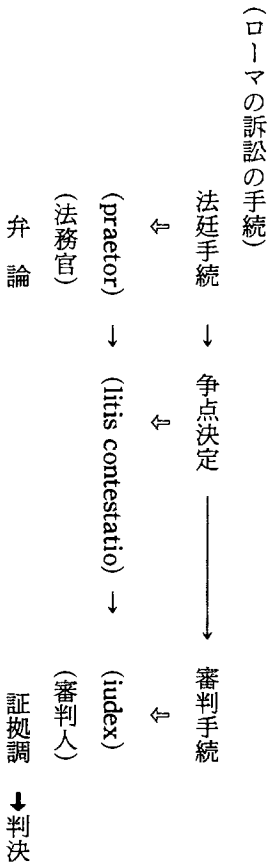 (ローマの訴訟の手続)
法廷手続 ↓ 争点決定 ↓ 審判手続
⇦ ⇦ ⇦
(praetor) ↓ (litis contestatio) ↓ (iudex)
(法務官) (審判人)
弁論 証拠調 ↓ 判決